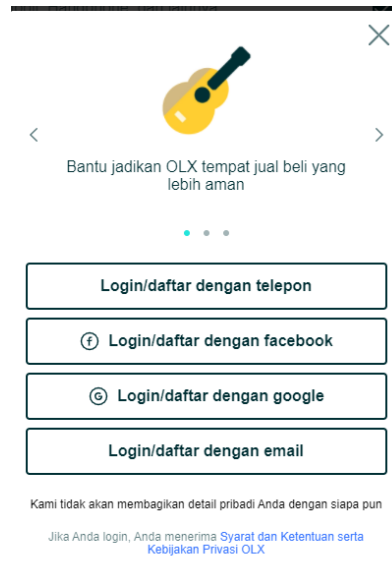 Bantu jadikan OLX tempat jual beli yang
lebih aman
Login/daftar dengan telepon
Login/daftar dengan facebook
Login/daftar dengan google
Login/daftar dengan email
Kami tidak akan membagikan detail pribadi Anda dengan siapa pun
Jika Anda login, Anda menerima Syarat dan Ketentuan serta
Kebijakan Privasi OLX